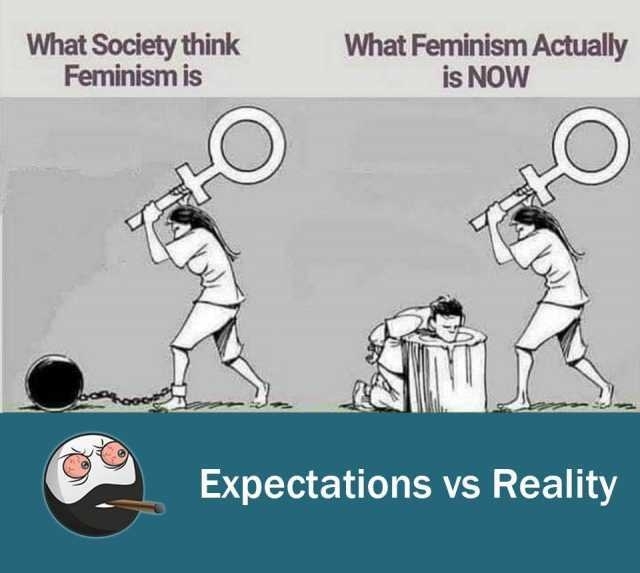 What Society think
Feminism is
What Feminism Actually
is NOW
Expectations vs Reality